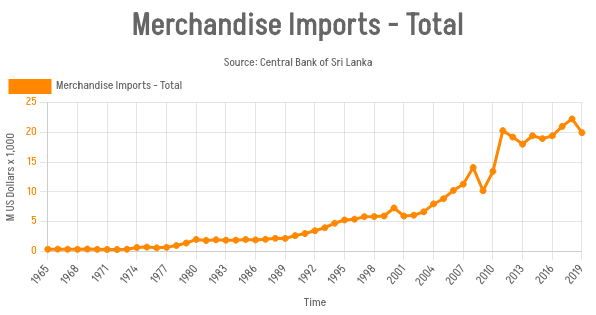 Merchandise Imports - Total
Source: Central Bank of Sri Lanka
Merchandise Imports - Total
M US Dollars x 1,000
25
20
15
10
5
0
1965 1968 1971 1974 1977 1980 1983 1986 1989 1992 1995 1998 2001 2004 2007 2010 2013 2016 2019
Time